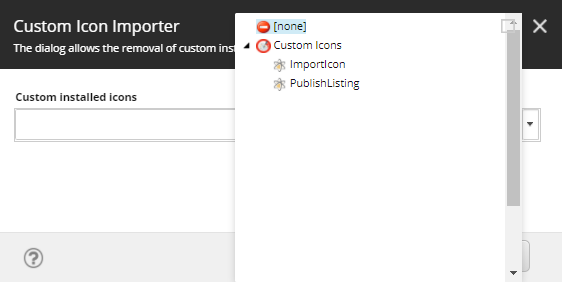 Custom Icon Importer
The dialog allows the removal of custom inst
Custom installed icons
[none]
Custom Icons
ImportIcon
PublishListing
?